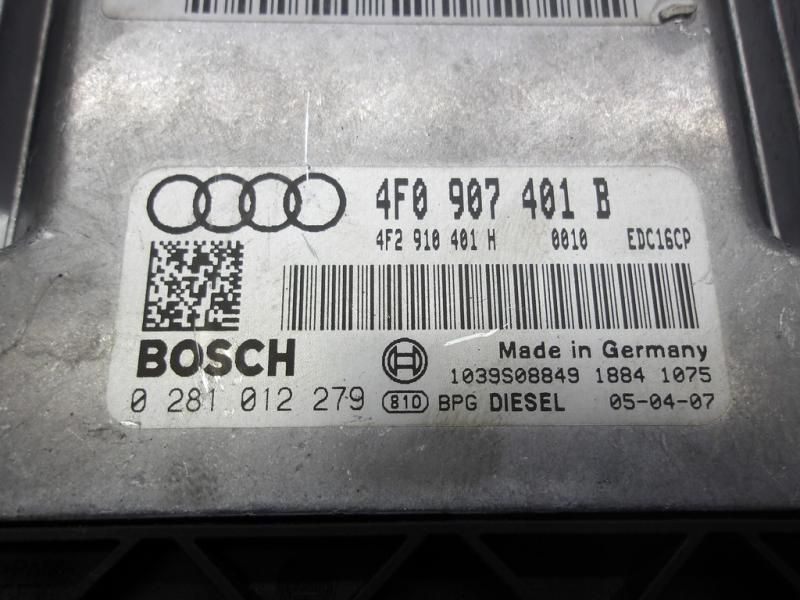 4F0 907 401 B
4F2 910 401 H 0010 EDC16CP
BOSCH
Made in Germany
1039S08849 1884 1075
0 281 012 279 810 BPG DIESEL 05-04-07